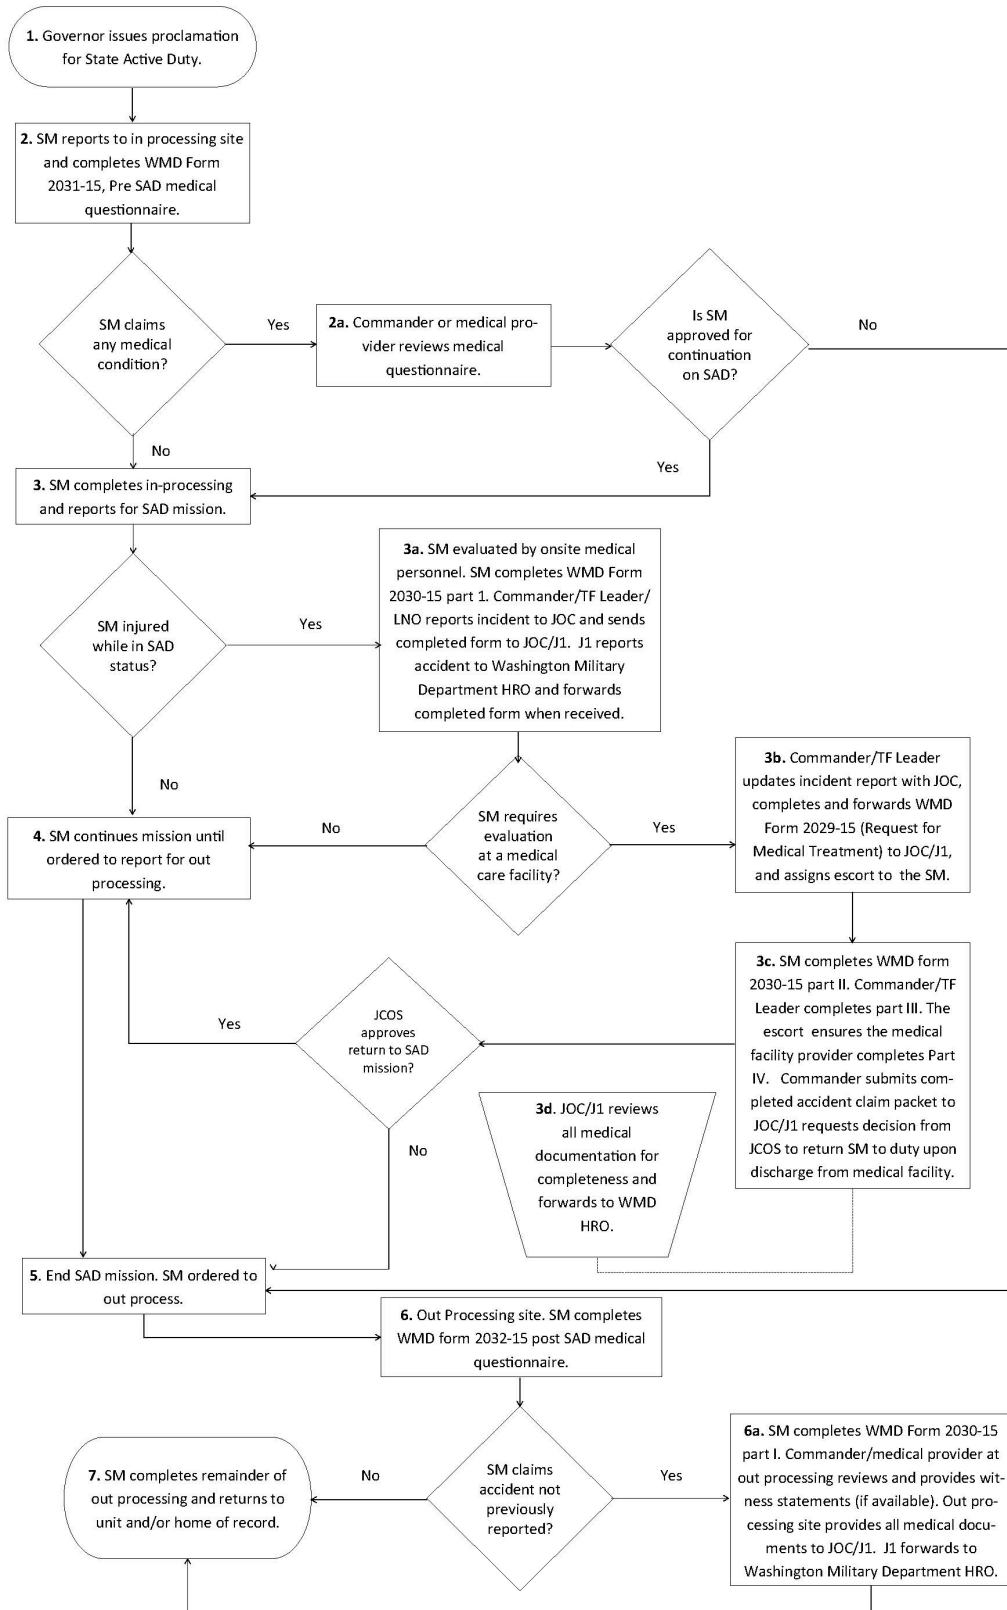 1. Governor issues proclamation
for State Active Duty.
2. SM reports to in processing site
and completes WMD Form
2031-15, Pre SAD medical
questionnaire.
SM claims
any medical
condition?
Yes
2a. Commander or medical pro-
vider reviews medical
questionnaire.
Is SM
approved for
continuation
on SAD?
No
No
Yes
3. SM completes in-processing
and reports for SAD mission.
SM injured
while in SAD
status?
Yes
3a. SM evaluated by onsite medical
personnel. SM completes WMD Form
2030-15 part 1. Commander/TF Leader/
LNO reports incident to JOC and sends
completed form to JOC/J1.  J1 reports
accident to Washington Military
Department HRO and forwards
completed form when received.
No
SM requires
evaluation
at a medical
care facility?
No
Yes
3b. Commander/TF Leader
updates incident report with JOC,
completes and forwards WMD
Form 2029-15 (Request for
Medical Treatment) to JOC/J1,
and assigns escort to  the SM.
4. SM continues mission until
ordered to report for out
processing.
3c. SM completes WMD form
2030-15 part II. Commander/TF
Leader completes part III. The
escort  ensures the medical
facility provider completes Part
IV.   Commander submits com-
pleted accident claim packet to
JOC/J1 requests decision from
JCOS to return SM to duty upon
discharge from medical facility.
JCOS
approves
return to SAD
mission?
Yes
No
3d. JOC/J1 reviews
all medical
documentation for
completeness and
forwards to WMD
HRO.
5. End SAD mission. SM ordered to
out process.
6. Out Processing site. SM completes
WMD form 2032-15 post SAD medical
questionnaire.
SM claims
accident not
previously
reported?
No
Yes
6a. SM completes WMD Form 2030-15
part I. Commander/medical provider at
out processing reviews and provides wit-
ness statements (if available). Out pro-
cessing site provides all medical docu-
ments to JOC/J1.  J1 forwards to
Washington Military Department HRO.
7. SM completes remainder of
out processing and returns to
unit and/or home of record.